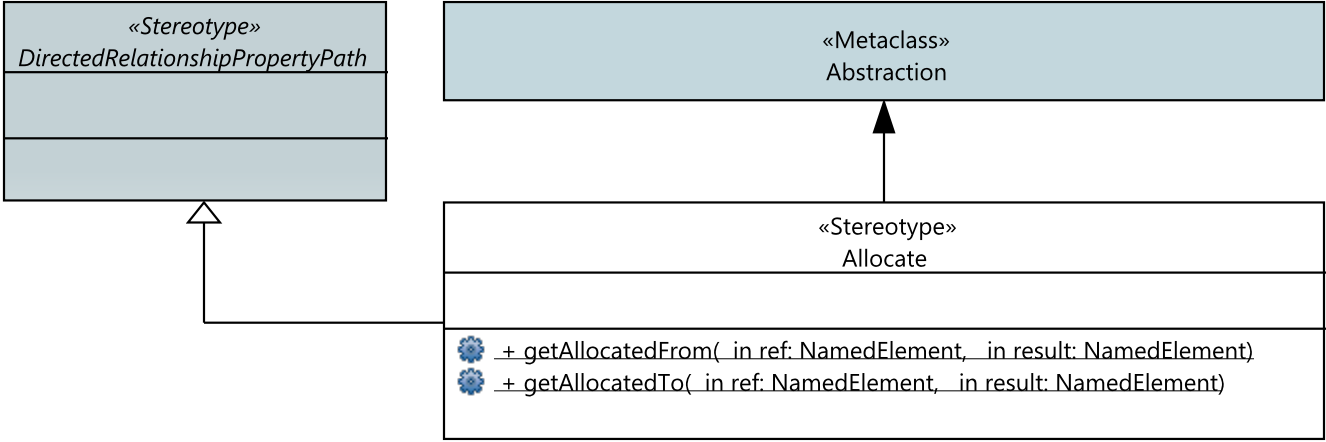 «Stereotype»
DirectedRelationshipPropertyPath
«Metaclass»
Abstraction
«Stereotype»
Allocate
+ getAllocatedFrom( in ref: NamedElement, in result: NamedElement)
+ getAllocatedTo( in ref: NamedElement, in result: NamedElement)